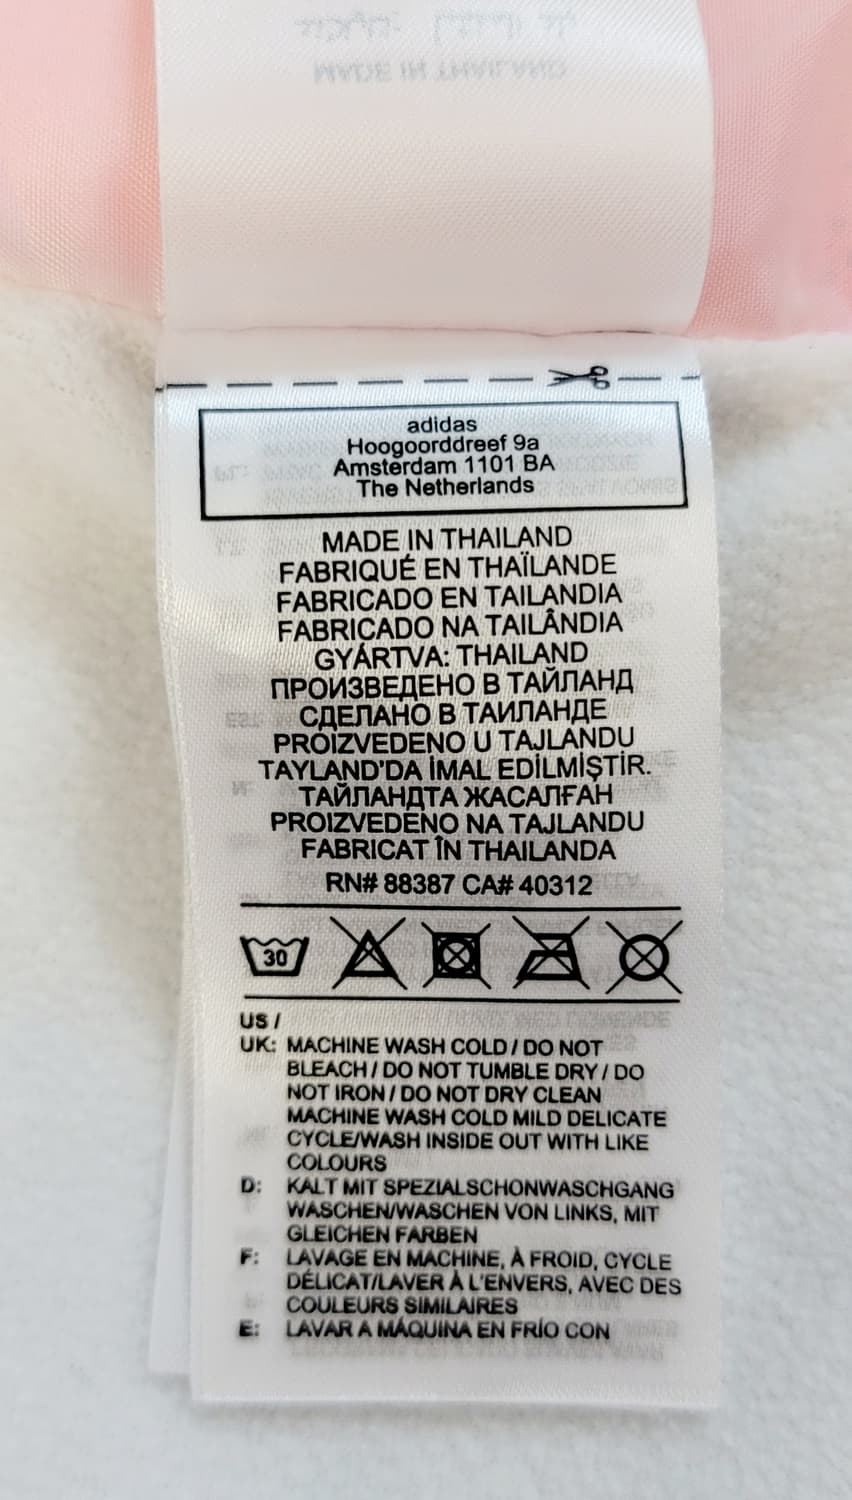 MADE IN THAILAND
adidas
Hoogoorddreef 9a
Amsterdam 1101 BA
The Netherlands
MADE IN THAILAND
FABRIQUÉ EN THAÏLANDE
FABRICADO EN TAILANDIA
FABRICADO NA TAILÂNDIA
GYÁRTVA: THAILAND
ПРОИЗВЕДЕНО В ТАЙЛАНД
СДЕЛАНО В ТАИЛАНДЕ
PROIZVEDENO U TAJLANDU
TAYLAND'DA İMAL EDİLMİŞTİR.
ТАЙЛАНДТА ЖАСАЛҒАН
PROIZVEDENO NA TAJLANDU
FABRICAT ÎN THAILANDA
RN# 88387 CA# 40312
30
US /
UK: MACHINE WASH COLD / DO NOT
BLEACH / DO NOT TUMBLE DRY / DO
NOT IRON / DO NOT DRY CLEAN
MACHINE WASH COLD MILD DELICATE
CYCLE/WASH INSIDE OUT WITH LIKE
COLOURS
D: KALT MIT SPEZIALSCHONWASCHGANG
WASCHEN/WASCHEN VON LINKS, MIT
GLEICHEN FARBEN
F: LAVAGE EN MACHINE, À FROID, CYCLE
DÉLICAT/LAVER À L'ENVERS, AVEC DES
COULEURS SIMILAIRES
E: LAVAR A MÁQUINA EN FRÍO CON